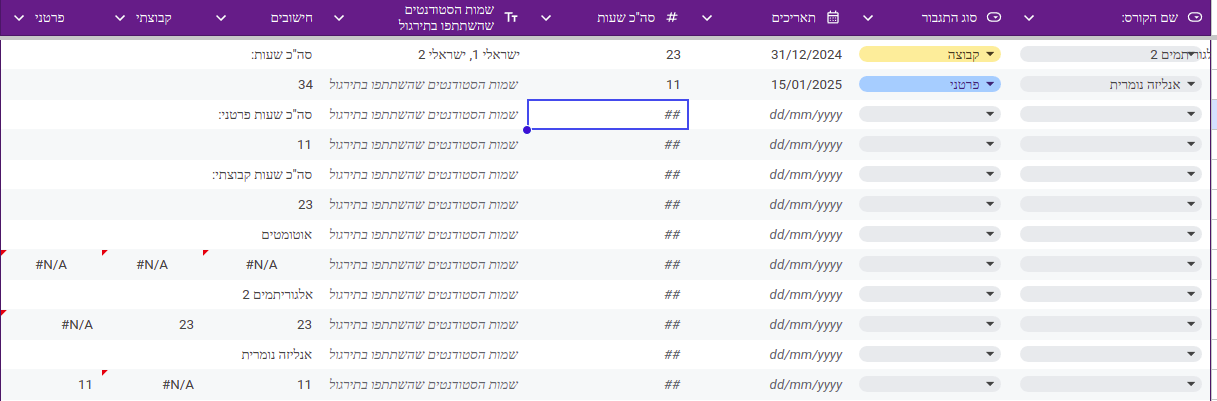 שם הקורס: סוג התגבור תאריכים סה"כ שעות שמות הסטודנטים שהשתתפו בתירגול חישובים קבוצתי פרטני
אלגוריתמים 2 קבוצה 31/12/2024 23 ישראלי 1, ישראלי 2 סה"כ שעות:
אנליזה נומרית פרטני 15/01/2025 11 שמות הסטודנטים שהשתתפו בתירגול 34
dd/mm/yyyy ## שמות הסטודנטים שהשתתפו בתירגול סה"כ שעות פרטני:
dd/mm/yyyy ## שמות הסטודנטים שהשתתפו בתירגול 11
dd/mm/yyyy ## שמות הסטודנטים שהשתתפו בתירגול סה"כ שעות קבוצתי:
dd/mm/yyyy ## שמות הסטודנטים שהשתתפו בתירגול 23
dd/mm/yyyy ## שמות הסטודנטים שהשתתפו בתירגול אוטומטים
dd/mm/yyyy ## שמות הסטודנטים שהשתתפו בתירגול #N/A #N/A #N/A
dd/mm/yyyy ## שמות הסטודנטים שהשתתפו בתירגול אלגוריתמים 2
dd/mm/yyyy ## שמות הסטודנטים שהשתתפו בתירגול 23 23 #N/A
dd/mm/yyyy ## שמות הסטודנטים שהשתתפו בתירגול אנליזה נומרית
dd/mm/yyyy ## שמות הסטודנטים שהשתתפו בתירגול 11 #N/A 11